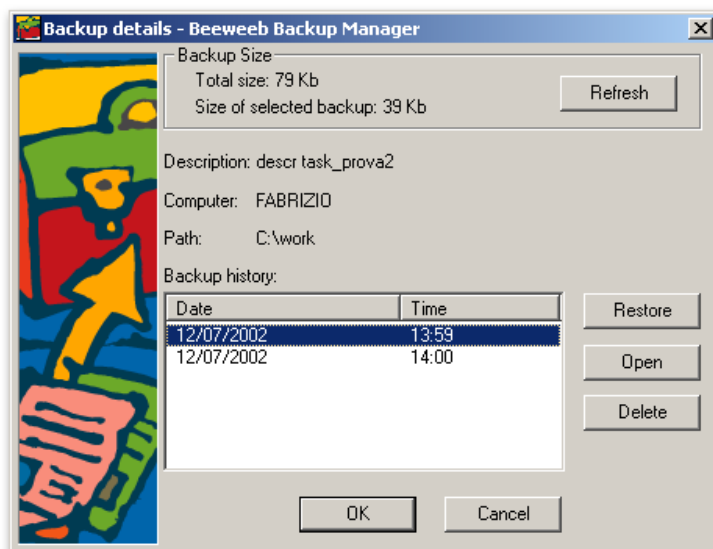 Backup details - Beeweeb Backup Manager
Backup Size
Total size: 79 Kb
Size of selected backup: 39 Kb
Refresh
Description: descr task_prova2
Computer: FABRIZIO
Path: C:\work
Backup history:
Date Time
12/07/2002 13:59
12/07/2002 14:00
Restore
Open
Delete
OK Cancel